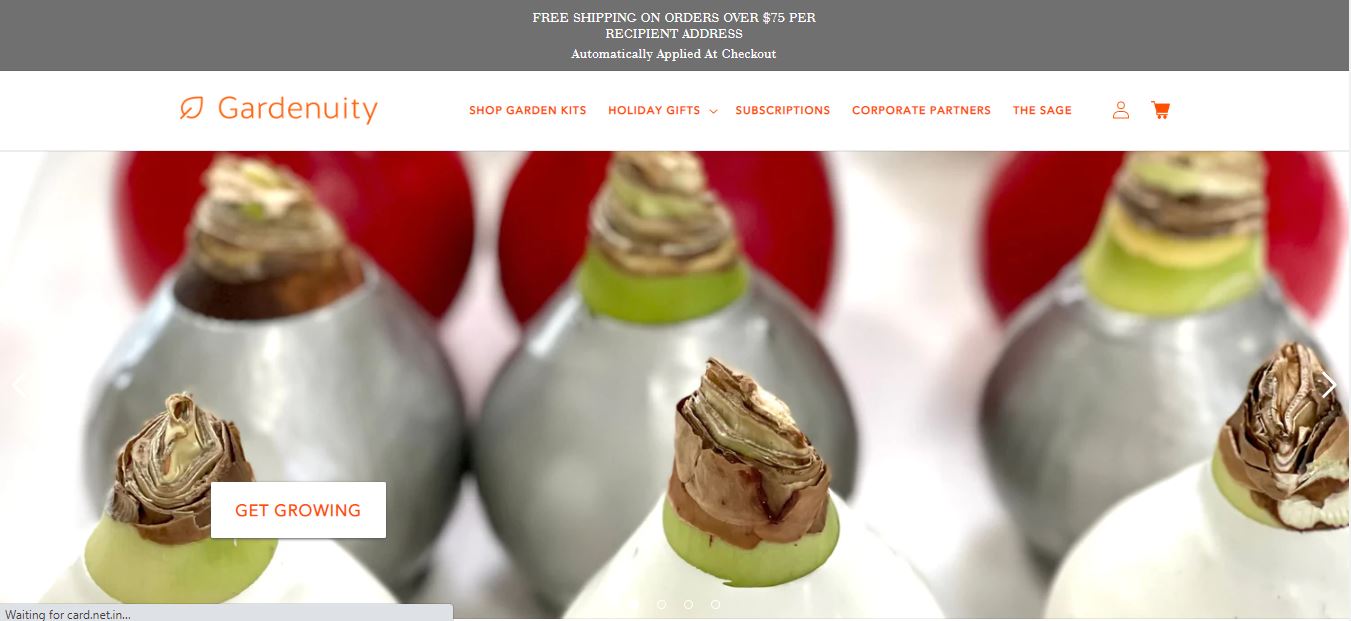 FREE SHIPPING ON ORDERS OVER $75 PER
RECIPIENT ADDRESS
Automatically Applied At Checkout
Gardenuity
SHOP GARDEN KITS
HOLIDAY GIFTS
SUBSCRIPTIONS
CORPORATE PARTNERS
THE SAGE
GET GROWING
Waiting for card.net.in...